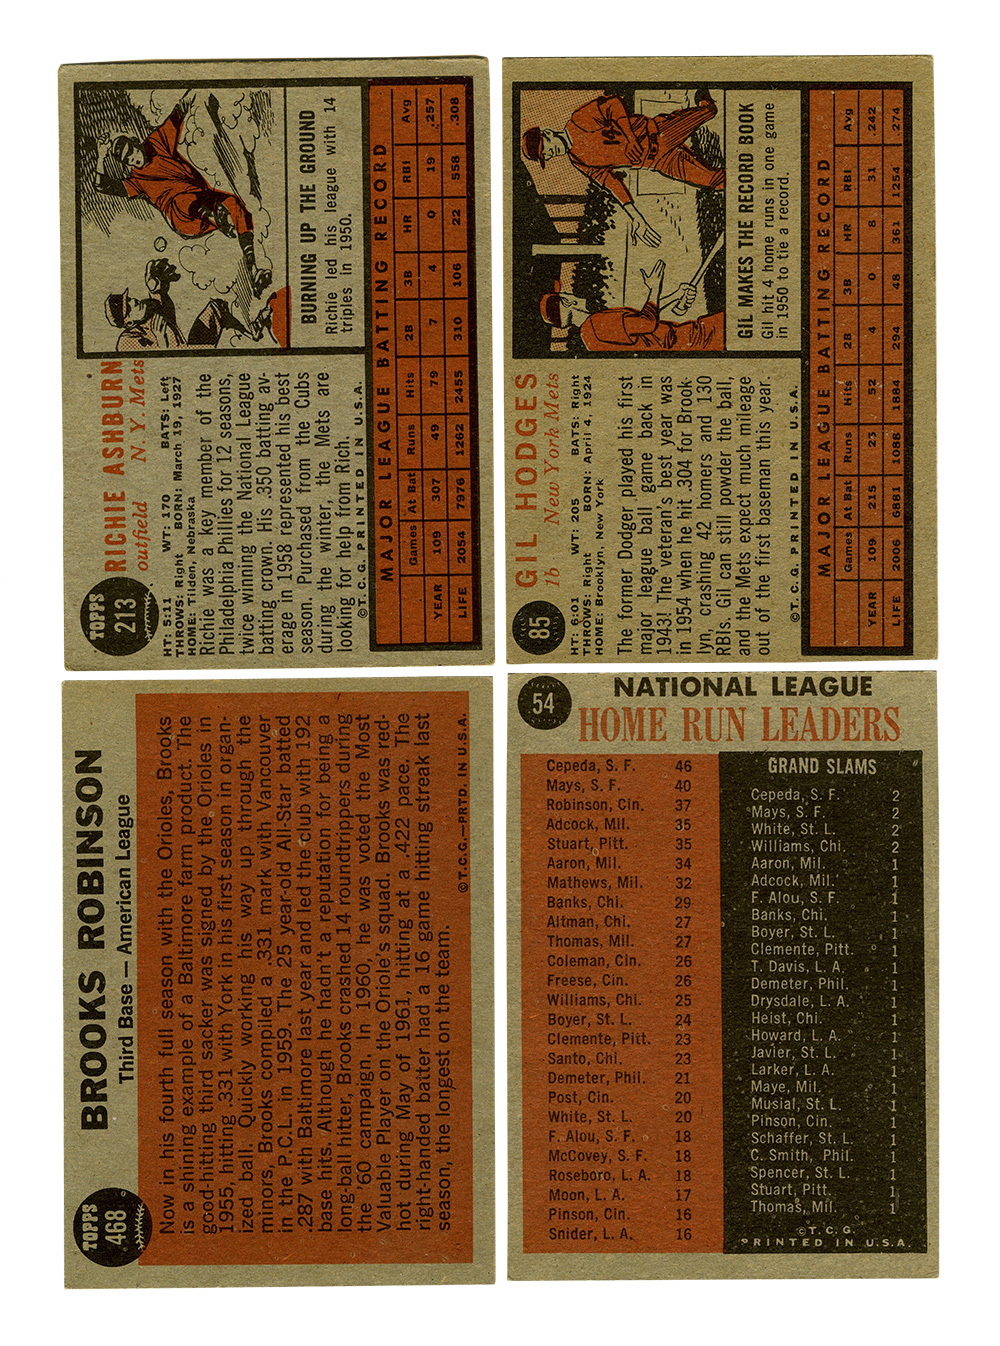 TOPPS
213
RICHIE ASHBURN
outfield N. Y. Mets
HT: 5:11 WT: 170 BATS: Left
THROWS: Right BORN: March 19, 1927
HOME: Tilden, Nebraska
Richie was a key member of the
Philadelphia Phillies for 12 seasons,
twice winning the National League
batting crown. His .350 batting av-
erage in 1958 represented his best
season. Purchased from the Cubs
during the winter, the Mets are
looking for help from Rich.
©T.C.G. PRINTED IN U.S.A.
BURNING UP THE GROUND
Richie led his league with 14
triples in 1950.
MAJOR LEAGUE BATTING RECORD
Games At Bat Runs Hits 2B 3B HR RBI Avg
YEAR 109 307 49 79 7 4 0 19 .257
LIFE 2054 7976 1262 2455 310 106 22 558 .308
85
GIL HODGES
1b New York Mets
HT: 6:01 WT: 205 BATS: Right
THROWS: Right BORN: April 4, 1924
HOME: Brooklyn, New York
The former Dodger played his first
major league ball game back in
1943! The veteran's best year was
in 1954 when he hit .304 for Brook-
lyn, crashing 42 homers and 130
RBIs. Gil can still powder the ball,
and the Mets expect much mileage
out of the first baseman this year.
©T.C.G. PRINTED IN U.S.A.
14
GIL MAKES THE RECORD BOOK
Gil hit 4 home runs in one game
in 1950 to tie a record.
MAJOR LEAGUE BATTING RECORD
Games At Bat Runs Hits 2B 3B HR RBI Avg
YEAR 109 215 23 52 4 0 8 31 .242
LIFE 2006 6881 1088 1884 294 48 361 1254 .274
TOPPS
468
BROOKS ROBINSON
Third Base — American League
Now in his fourth full season with the Orioles, Brooks
is a shining example of a Baltimore farm product. The
good-hitting third sacker was signed by the Orioles in
1955, hitting .331 with York in his first season in organ-
ized ball. Quickly working his way up through the
minors, Brooks compiled a .331 mark with Vancouver
in the P.C.L. in 1959. The 25 year-old All-Star batted
.287 with Baltimore last year and led the club with 192
base hits. Although he hadn't a reputation for being a
long-ball hitter, Brooks crashed 14 roundtrippers during
the '60 campaign. In 1960, he was voted the Most
Valuable Player on the Oriole's squad. Brooks was red-
hot during May of 1961, hitting at a .422 pace. The
right-handed batter had a 16 game hitting streak last
season, the longest on the team.
©T.C.G.—PRTD. IN U.S.A.
54
NATIONAL LEAGUE
HOME RUN LEADERS
Cepeda, S. F. 46
Mays, S. F. 40
Robinson, Cin. 37
Adcock, Mil. 35
Stuart, Pitt. 35
Aaron, Mil. 34
Mathews, Mil. 32
Banks, Chi. 29
Altman, Chi. 27
Thomas, Mil. 27
Coleman, Cin. 26
Freese, Cin. 26
Williams, Chi. 25
Boyer, St. L. 24
Clemente, Pitt. 23
Santo, Chi. 23
Demeter, Phil. 21
Post, Cin. 20
White, St. L. 20
F. Alou, S. F. 18
McCovey, S. F. 18
Roseboro, L. A. 18
Moon, L. A. 17
Pinson, Cin. 16
Snider, L. A. 16
GRAND SLAMS
Cepeda, S. F. 2
Mays, S. F. 2
White, St. L. 2
Williams, Chi. 2
Aaron, Mil. 1
Adcock, Mil. 1
F. Alou, S. F. 1
Banks, Chi. 1
Boyer, St. L. 1
Clemente, Pitt. 1
T. Davis, L. A. 1
Demeter, Phil. 1
Drysdale, L. A. 1
Heist, Chi. 1
Howard, L. A. 1
Javier, St. L. 1
Larker, L. A. 1
Maye, Mil. 1
Musial, St. L. 1
Pinson, Cin. 1
Schaffer, St. L. 1
C. Smith, Phil. 1
Spencer, St. L. 1
Stuart, Pitt. 1
Thomas, Mil. 1
©T. C. G.
PRINTED IN U.S.A.